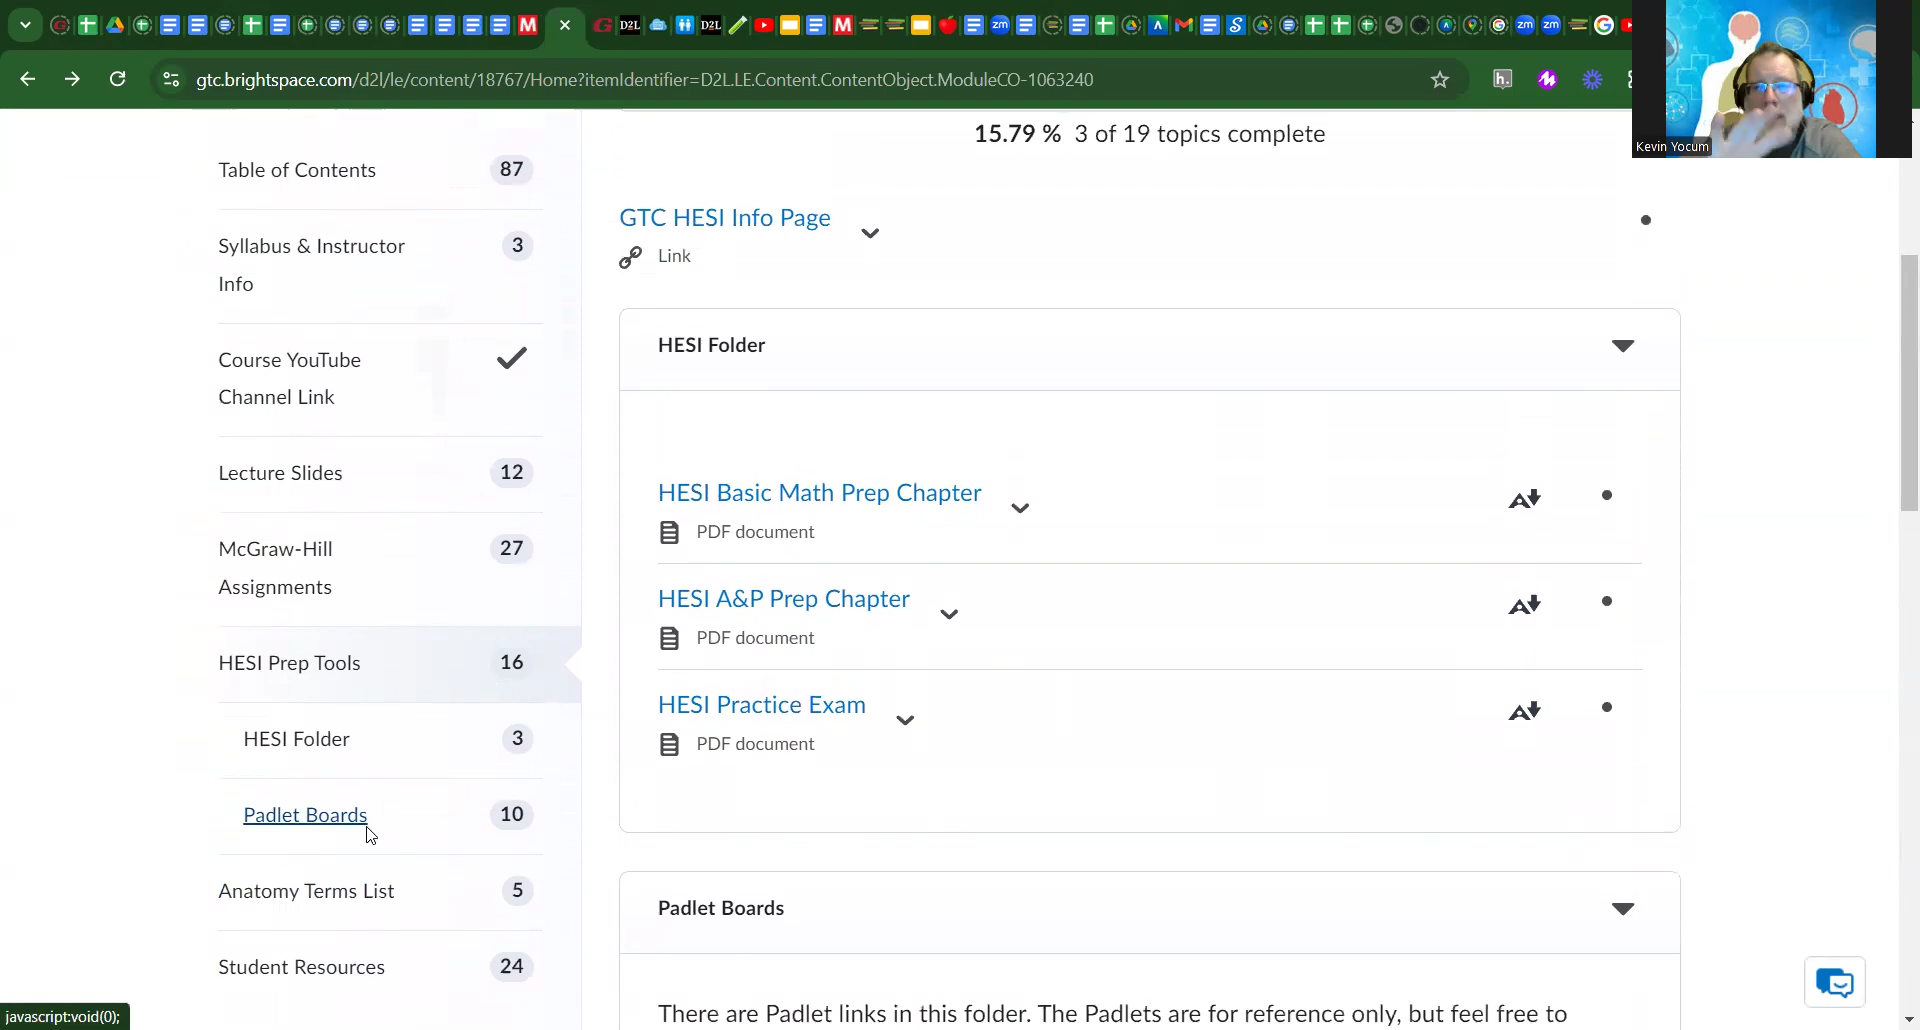 D2L
D2L
zm
zm
zm
gtc.brightspace.com/d2l/le/content/18767/Home?itemIdentifier=D2L.LE.Content.ContentObject.ModuleCO-1063240
h.
Kevin Yocum
Table of Contents 87
Syllabus & Instructor 3
Info
Course YouTube
Channel Link
Lecture Slides 12
McGraw-Hill 27
Assignments
HESI Prep Tools 16
HESI Folder 3
Padlet Boards 10
Anatomy Terms List 5
Student Resources 24
javascript:void(0);
15.79 % 3 of 19 topics complete
GTC HESI Info Page
Link
HESI Folder
HESI Basic Math Prep Chapter
PDF document
HESI A&P Prep Chapter
PDF document
HESI Practice Exam
PDF document
Padlet Boards
There are Padlet links in this folder. The Padlets are for reference only, but feel free to